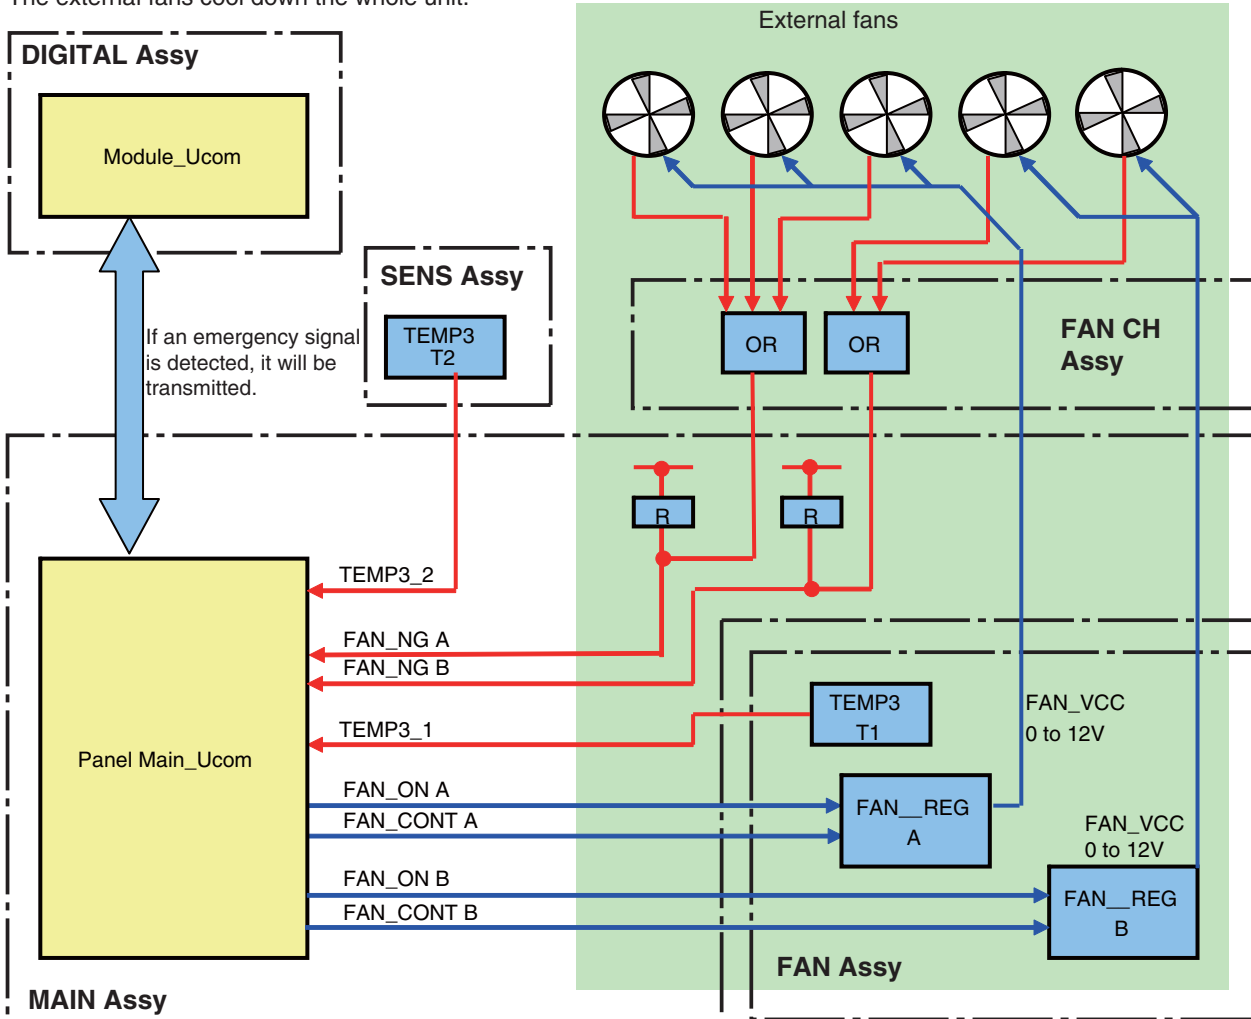 The external fans cool down the whole unit.
External fans
DIGITAL Assy
Module_Ucom
SENS Assy
TEMP3
T2
If an emergency signal
is detected, it will be
transmitted.
OR
OR
FAN CH
Assy
R
R
TEMP3_2
FAN_NG A
FAN_NG B
TEMP3_1
Panel Main_Ucom
FAN_ON A
FAN_CONT A
FAN_ON B
FAN_CONT B
TEMP3
T1
FAN_VCC
0 to 12V
FAN__REG
A
FAN_VCC
0 to 12V
FAN__REG
B
FAN Assy
MAIN Assy